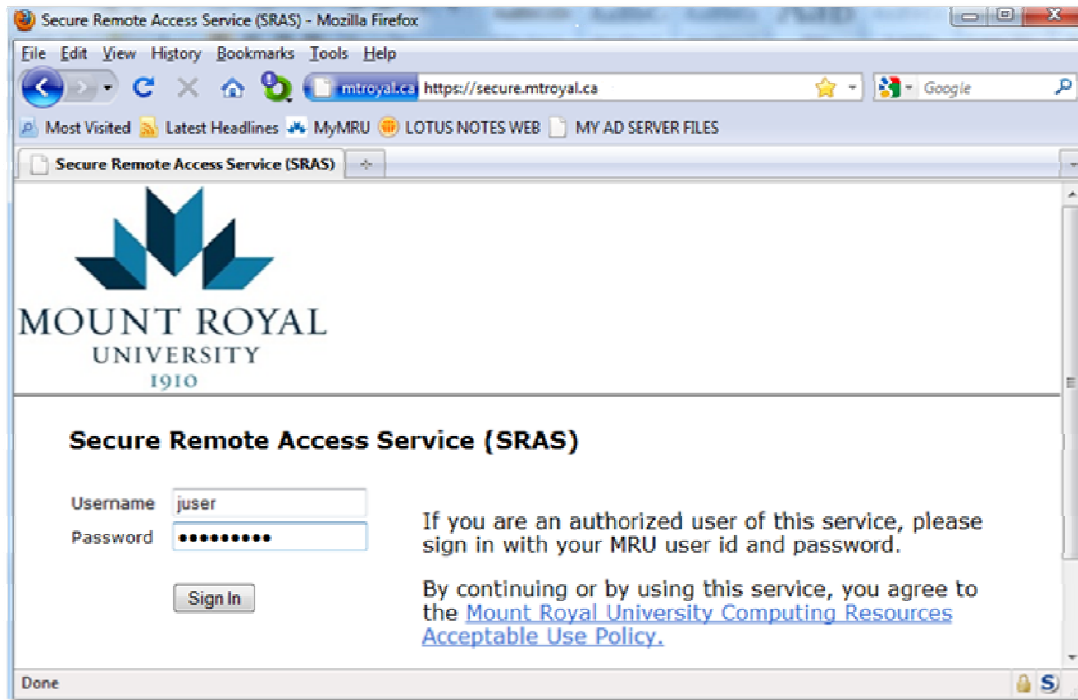 Secure Remote Access Service (SRAS) - Mozilla Firefox
File Edit View History Bookmarks Tools Help
mtroyal.ca https://secure.mtroyal.ca
Google
Most Visited Latest Headlines MyMRU LOTUS NOTES WEB MY AD SERVER FILES
Secure Remote Access Service (SRAS)
MOUNT ROYAL
UNIVERSITY
1910
Secure Remote Access Service (SRAS)
Username juser
Password •••••••••
If you are an authorized user of this service, please
sign in with your MRU user id and password.
Sign In
By continuing or by using this service, you agree to
the Mount Royal University Computing Resources
Acceptable Use Policy.
Done